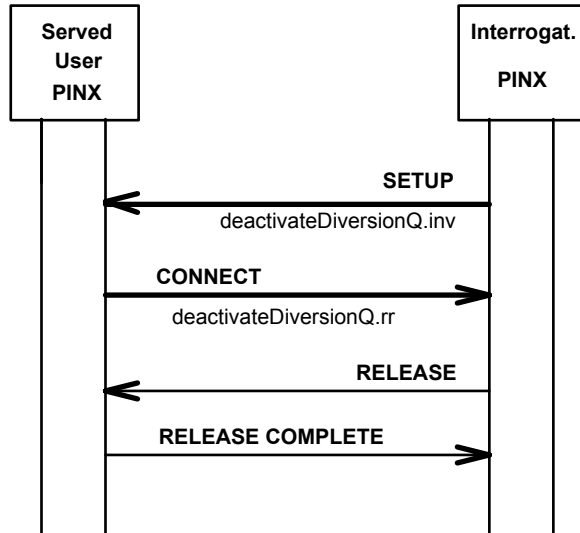 Served
User
PINX
Interrogat.
PINX
SETUP
deactivateDiversionQ.inv
CONNECT
deactivateDiversionQ.rr
RELEASE
RELEASE COMPLETE